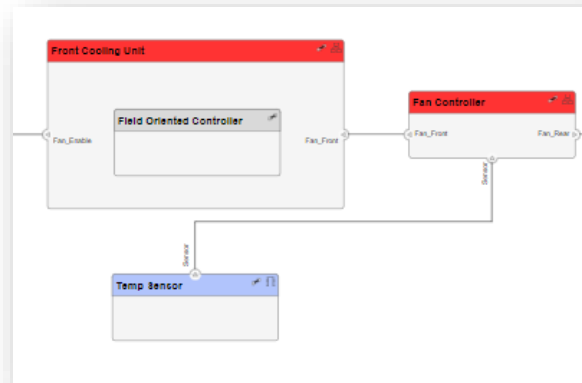 Front Cooling Unit
Fan Controller
Field Oriented Controller
Fan_Enable
Fan_Front
Fan_Front
Fan_Rear
Sensor
Sensor
Temp Sensor